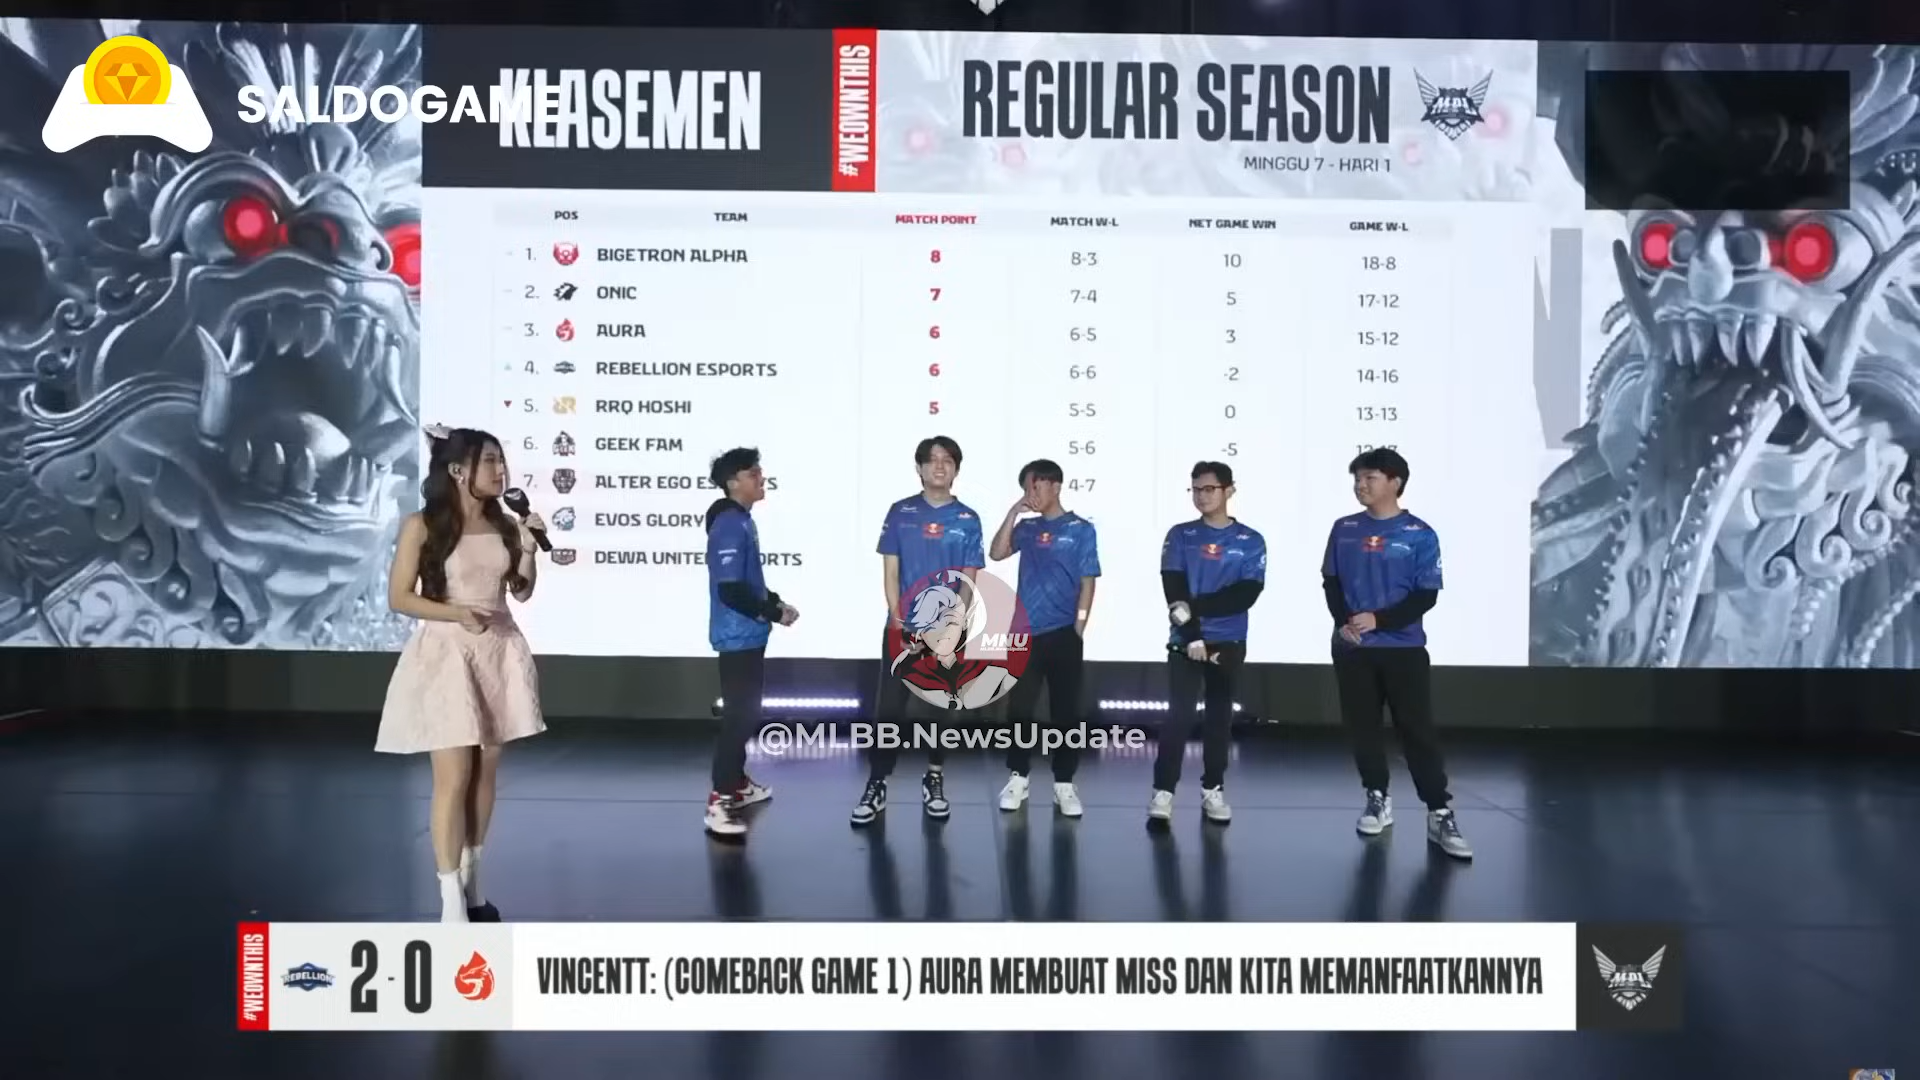 SALDOGAME
KLASEMEN
#WEOWNTHIS
REGULAR SEASON
MPL
MINGGU 7 - HARI 1
POS TEAM MATCH POINT MATCH W-L NET GAME WIN GAME W-L
1. BIGETRON ALPHA 8 8-3 10 18-8
2. ONIC 7 7-4 5 17-12
3. AURA 6 6-5 3 15-12
4. REBELLION ESPORTS 6 6-6 -2 14-16
5. RRQ HOSHI 5 5-5 0 13-13
6. GEEK FAM 5-6 -5
7. ALTER EGO 4-7
EVOS GLORY
DEWA
MNU
@MLBB.NewsUpdate
#WEOWNTHIS
REBELLION
2 - 0
VINCENTT: (COMEBACK GAME 1) AURA MEMBUAT MISS DAN KITA MEMANFAATKANNYA
MPL